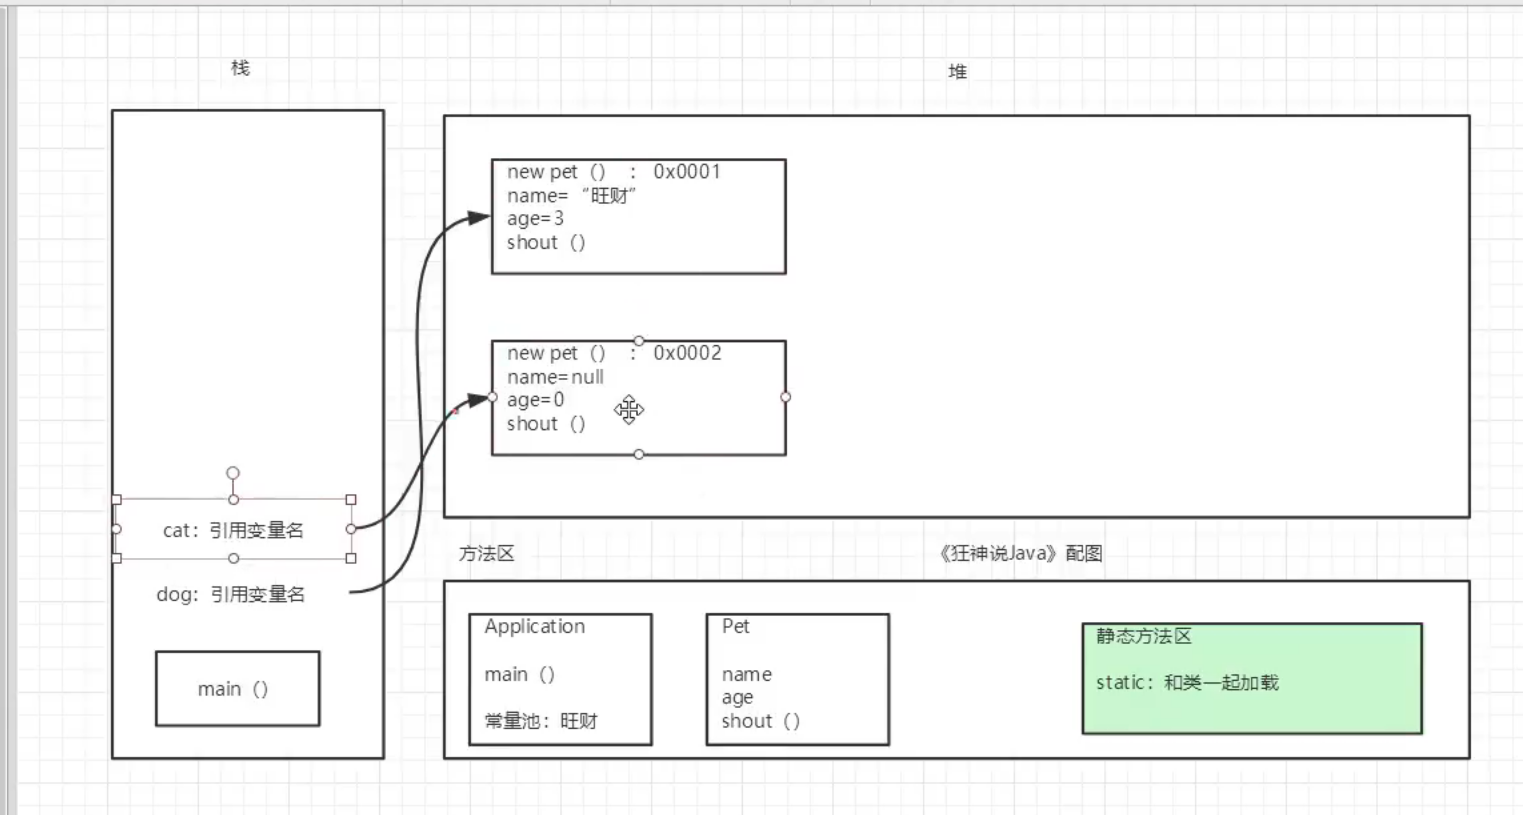 栈
堆
new pet（）： 0x0001
name=“旺财”
age=3
shout（）
new pet（）： 0x0002
name=null
age=0
shout（）
cat：引用变量名
dog：引用变量名
main（）
方法区
《狂神说Java》配图
Application
main（）
常量池：旺财
Pet
name
age
shout（）
静态方法区
static：和类一起加载